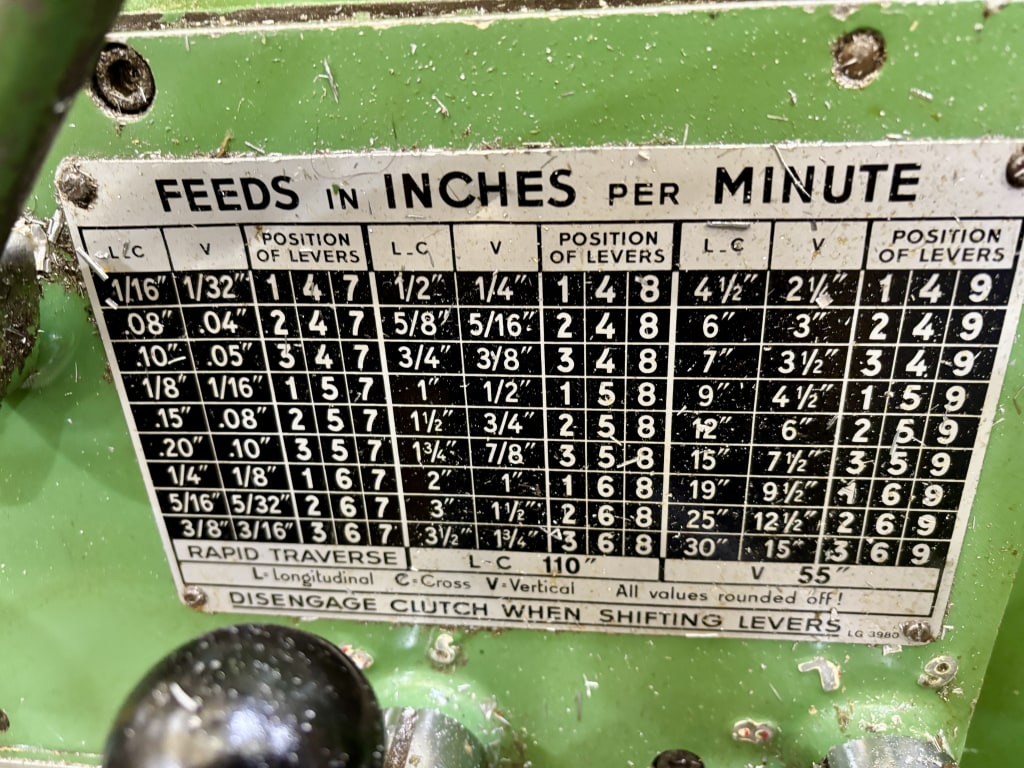 FEEDS IN INCHES PER MINUTE
L-C V POSITION OF LEVERS L-C V POSITION OF LEVERS L-C V POSITION OF LEVERS
1/16" 1/32" 1 4 7 1/2" 1/4" 1 4 8 4 1/2" 2 1/4" 1 4 9
.08" .04" 2 4 7 5/8" 5/16" 2 4 8 6" 3" 2 4 9
.10" .05" 3 4 7 3/4" 3/8" 3 4 8 7" 3 1/2" 3 4 9
1/8" 1/16" 1 5 7 1" 1/2" 1 5 8 9" 4 1/2" 1 5 9
.15" .08" 2 5 7 1 1/2" 3/4" 2 5 8 12" 6" 2 5 9
.20" .10" 3 5 7 1 3/4" 7/8" 3 5 8 15" 7 1/2" 3 5 9
1/4" 1/8" 1 6 7 2" 1" 1 6 8 19" 9 1/2" 1 6 9
5/16" 5/32" 2 6 7 3" 1 1/2" 2 6 8 25" 12 1/2" 2 6 9
3/8" 3/16" 3 6 7 3 1/2" 1 3/4" 3 6 8 30" 15" 3 6 9
RAPID TRAVERSE L-C 110" V 55"
L=Longitudinal C=Cross V=Vertical All values rounded off!
DISENGAGE CLUTCH WHEN SHIFTING LEVERS LG 3980
7
8